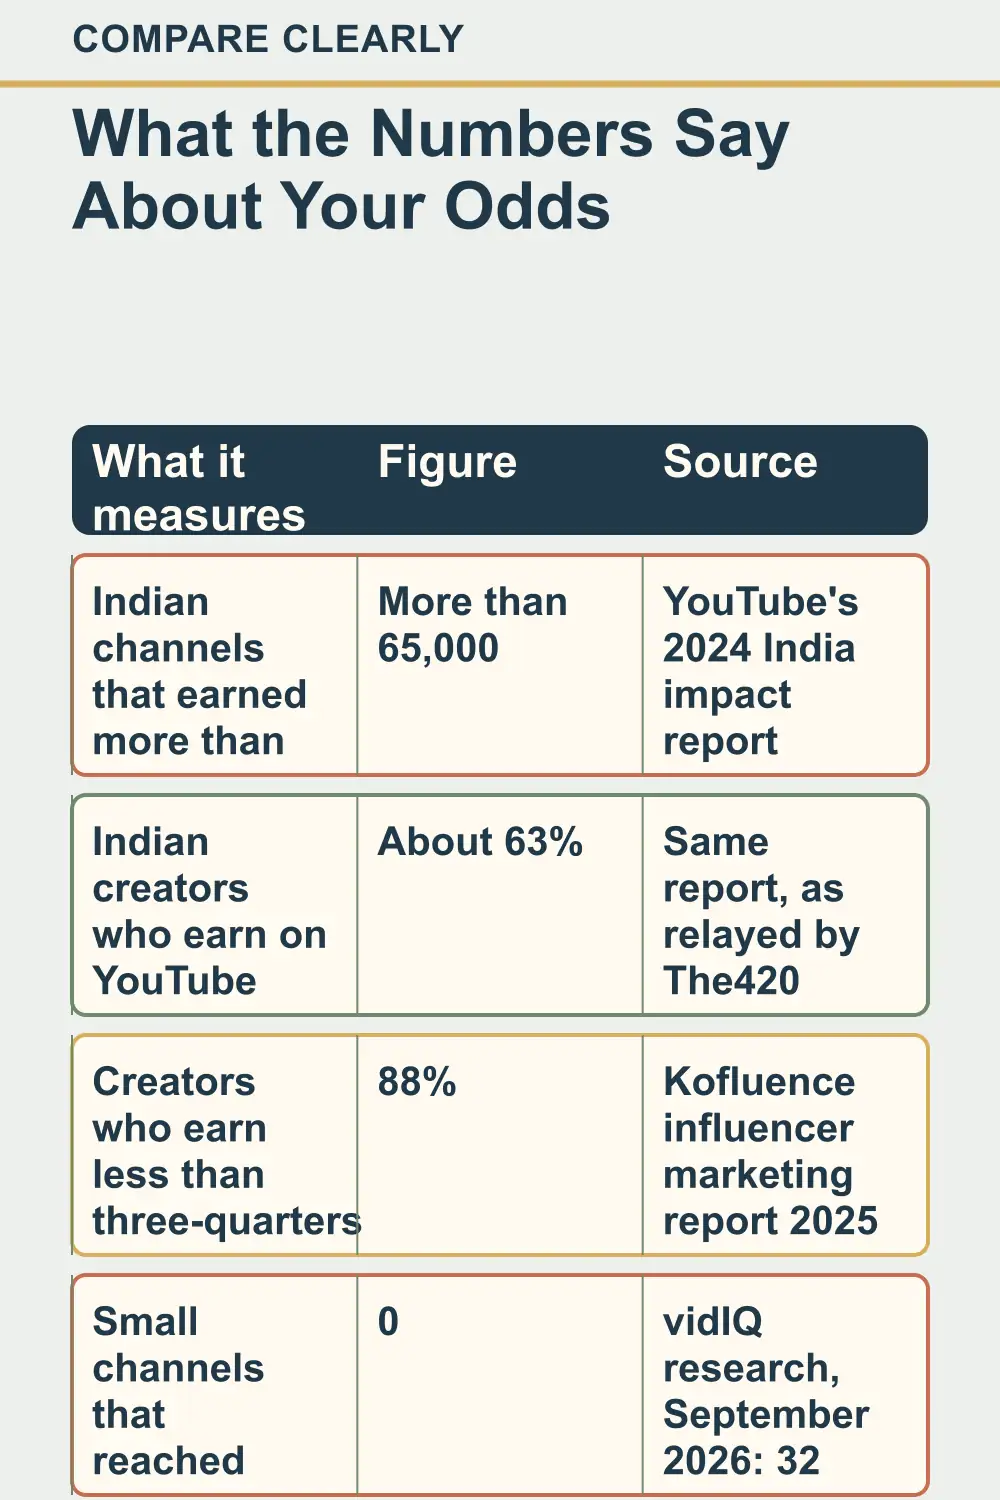 COMPARE CLEARLY
What the Numbers Say
About Your Odds
What it
measures
Figure
Source
Indian
channels
that earned
more than
More than
65,000
YouTube's
2024 India
impact
report
Indian
creators
who earn on
YouTube
About 63%
Same
report, as
relayed by
The420
Creators
who earn
less than
three-quarters
88%
Kofluence
influencer
marketing
report 2025
Small
channels
that
reached
0
vidIQ
research,
September
2026: 32